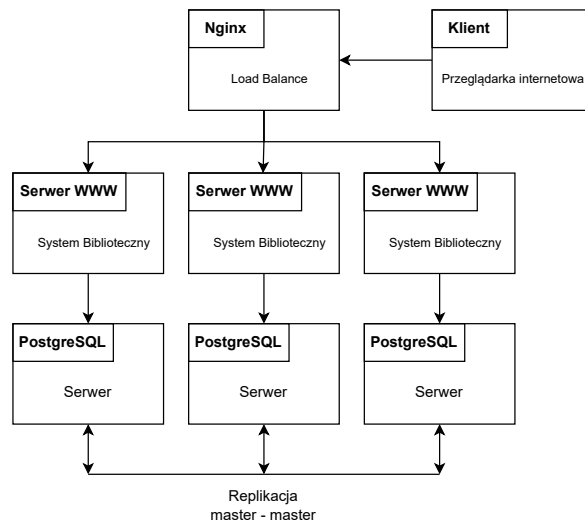 Nginx
Klient
Load Balance
Przeglądarka internetowa
Serwer WWW
Serwer WWW
Serwer WWW
System Biblioteczny
System Biblioteczny
System Biblioteczny
PostgreSQL
PostgreSQL
PostgreSQL
Serwer
Serwer
Serwer
Replikacja
master - master